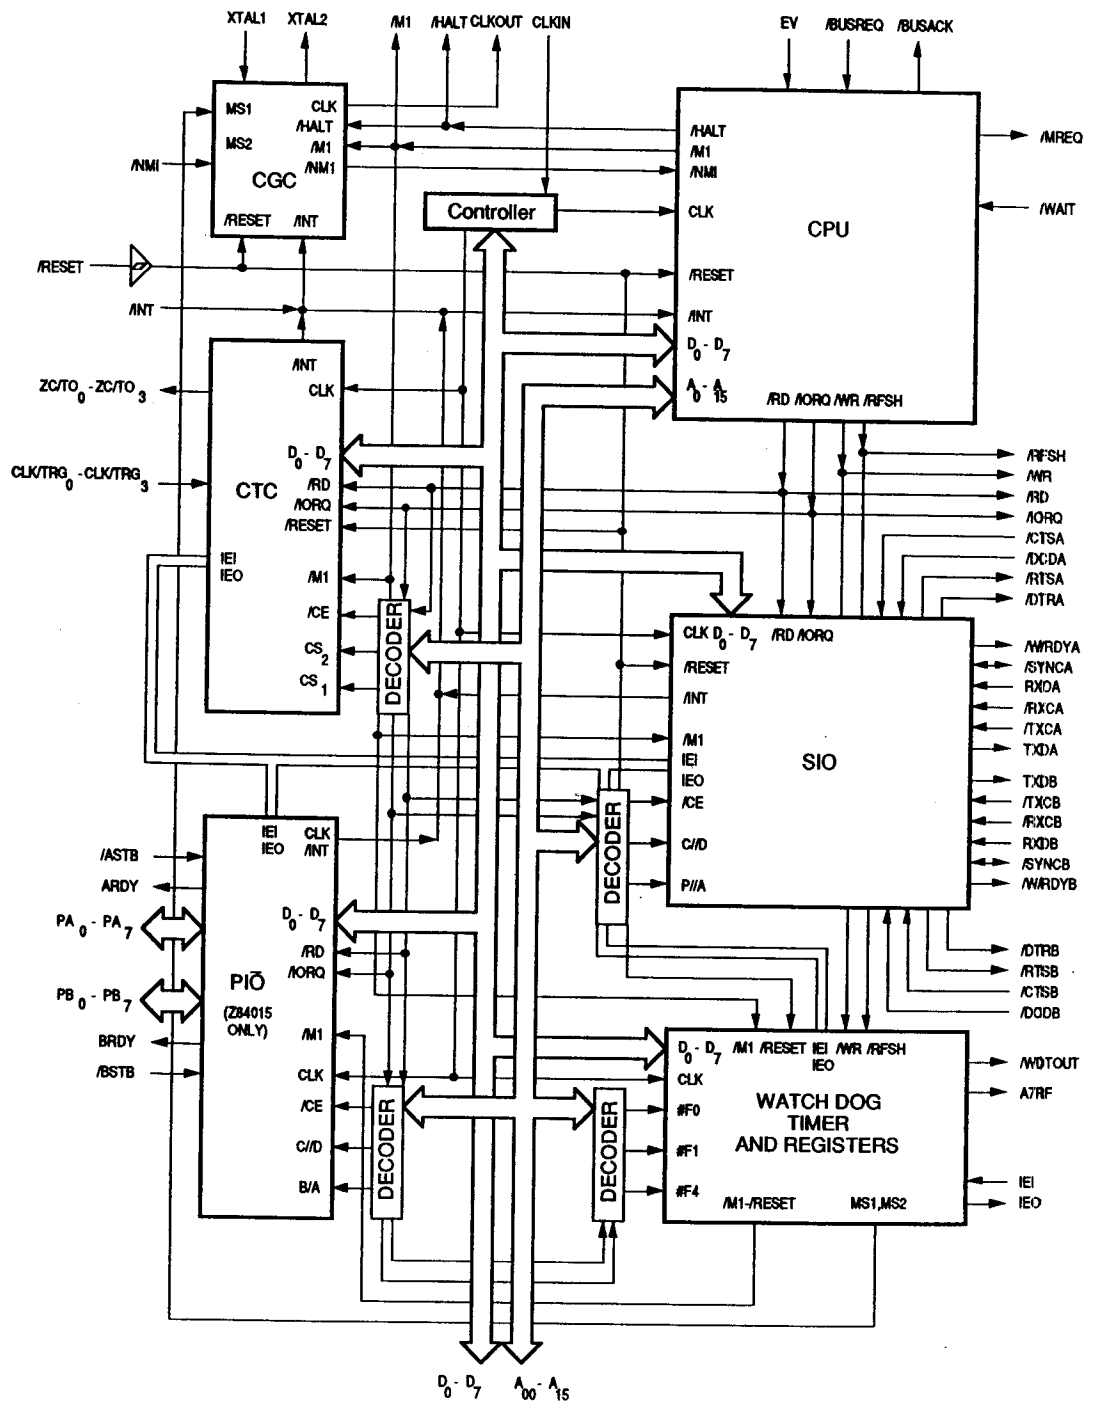 XTAL1 XTAL2 /M1 /HALT CLKOUT CLKIN EV /BUSREQ /BUSACK
MS1 CLK
/HALT /HALT
/M1 /M1
MS2
/MREQ
/NMI /NM1 /NMI
CGC
Controller CLK
/WAIT
/RESET /INT
CPU
/RESET /RESET
/INT /INT
D0 - D7
/INT
ZC/TO0 - ZC/TO3 CLK
A0 - A15
/RD /IORQ /WR /RFSH
D0 - D7
/RFSH
CLK/TRG0 - CLK/TRG3 /WR
CTC
/RD /RD
/IORQ /IORQ
/RESET /CTSA
IEI /DCDA
IEO
/M1 /RTSA
/DTRA
/CE
DECODER
CS2
CS1
CLK D0 - D7 /RD /IORQ /W/RDYA
/RESET /SYNCA
RXDA
/INT /RXCA
/TXCA
/M1 TXDA
IEI
SIO
IEO TXDB
/CE /TXCB
/RXCB
IEI CLK
IEO /INT
DECODER
C//D RXDB
/ASTB /SYNCB
ARDY P//A /W/RDYB
PA0 - PA7 D0 - D7
/RD /DTRB
/IORQ /RTSB
PIO
PB0 - PB7
(Z84015
ONLY)
/CTSB
/DCDB
/M1
BRDY D0 - D7 /M1 /RESET IEI /WR /RFSH
IEO
/WDTOUT
/BSTB CLK CLK
A7RF
/CE DECODER DECODER #F0
WATCH DOG
TIMER
AND REGISTERS
C//D #F1
B/A #F4
IEI
/M1-/RESET MS1,MS2 IEO
D0 - D7 A00 - A15